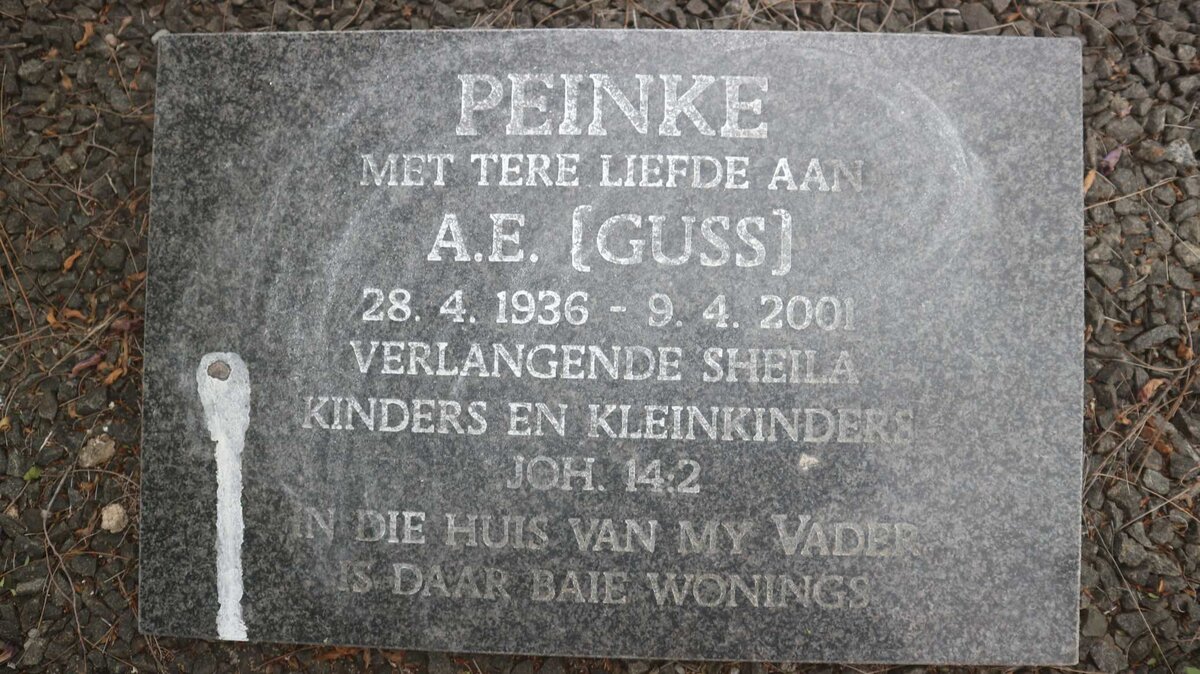 PEINKE
MET TERE LIEFDE AAN
A.E. (GUSS)
28. 4. 1936 - 9. 4. 2001
VERLANGENDE SHEILA
KINDERS EN KLEINKINDERS
JOH. 14:2
IN DIE HUIS VAN MY VADER
IS DAAR BAIE WONINGS